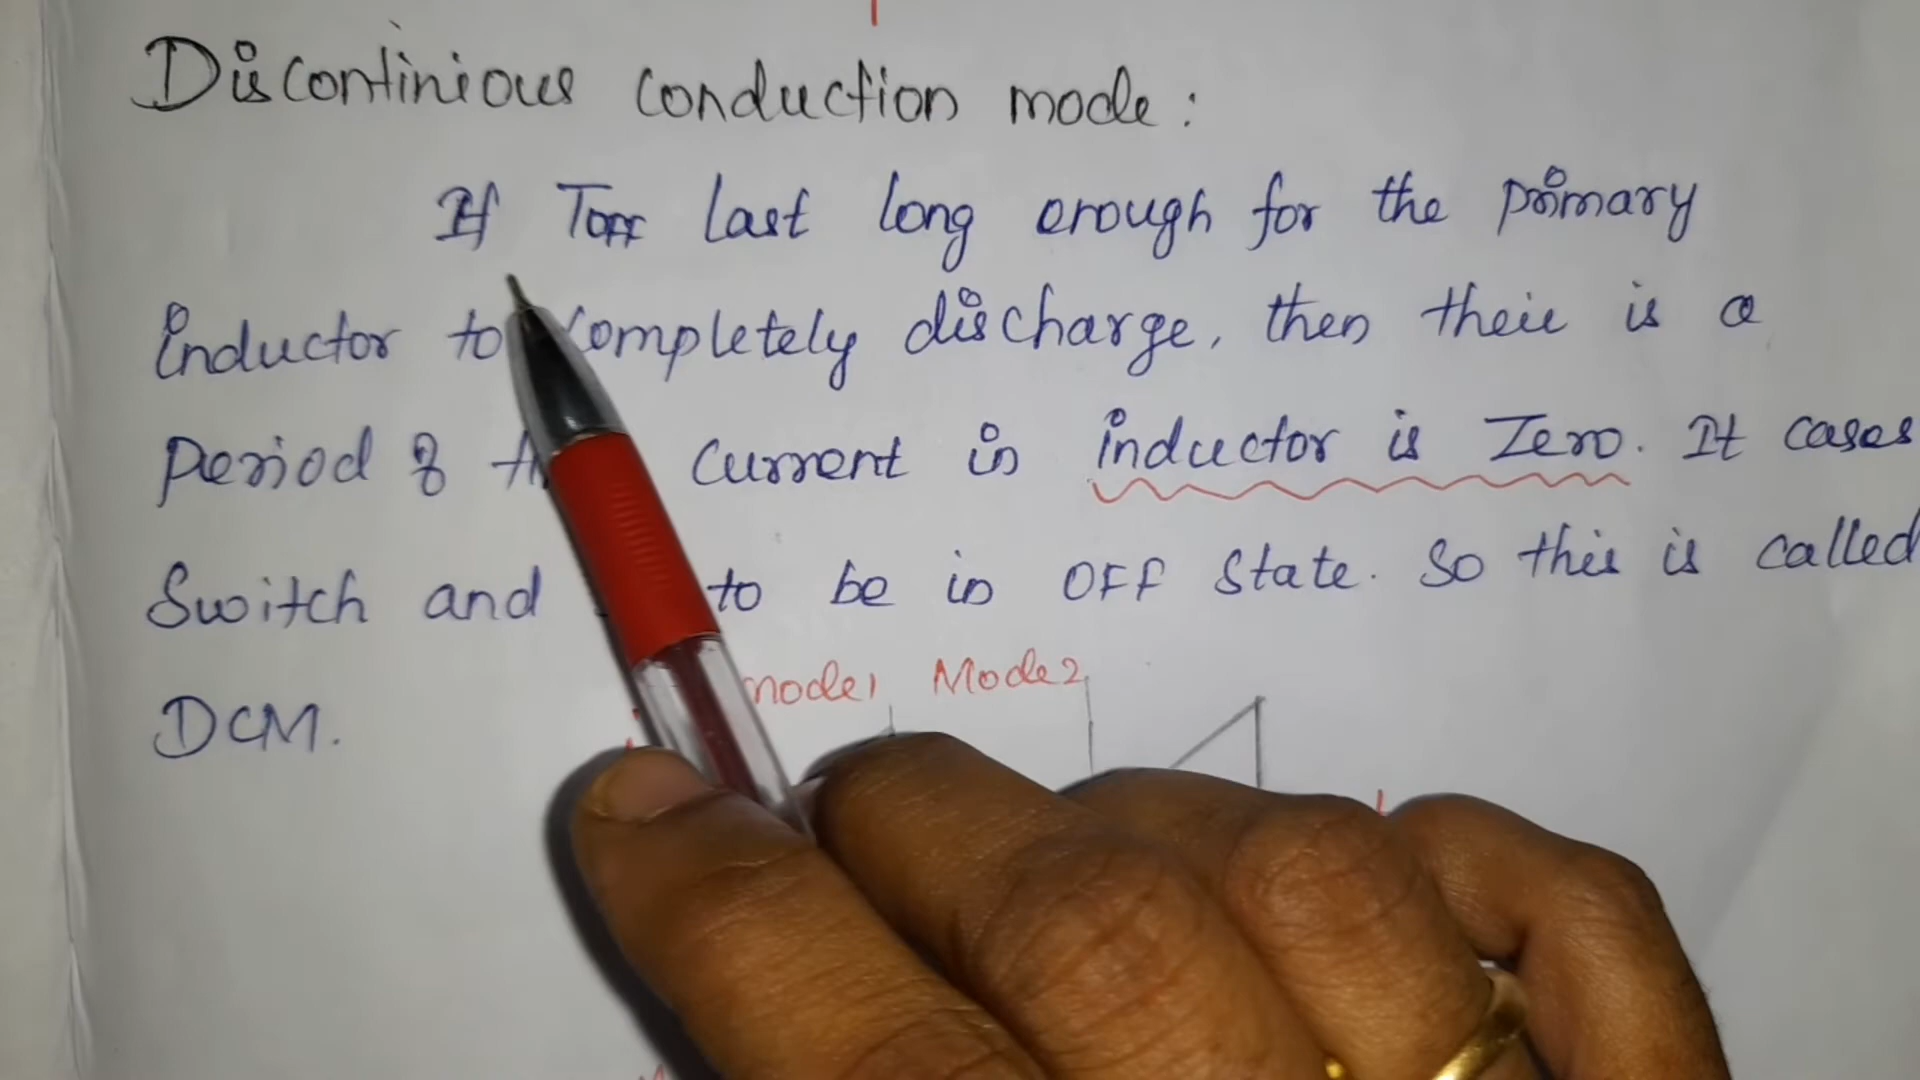 Discontinious conduction mode:
If Toff last long enough for the primary
inductor to completely discharge, then their is a
Period of the current in inductor is Zero. It cases
Switch and to be in OFF State. So this is called
DCM.
mode1 Mode2